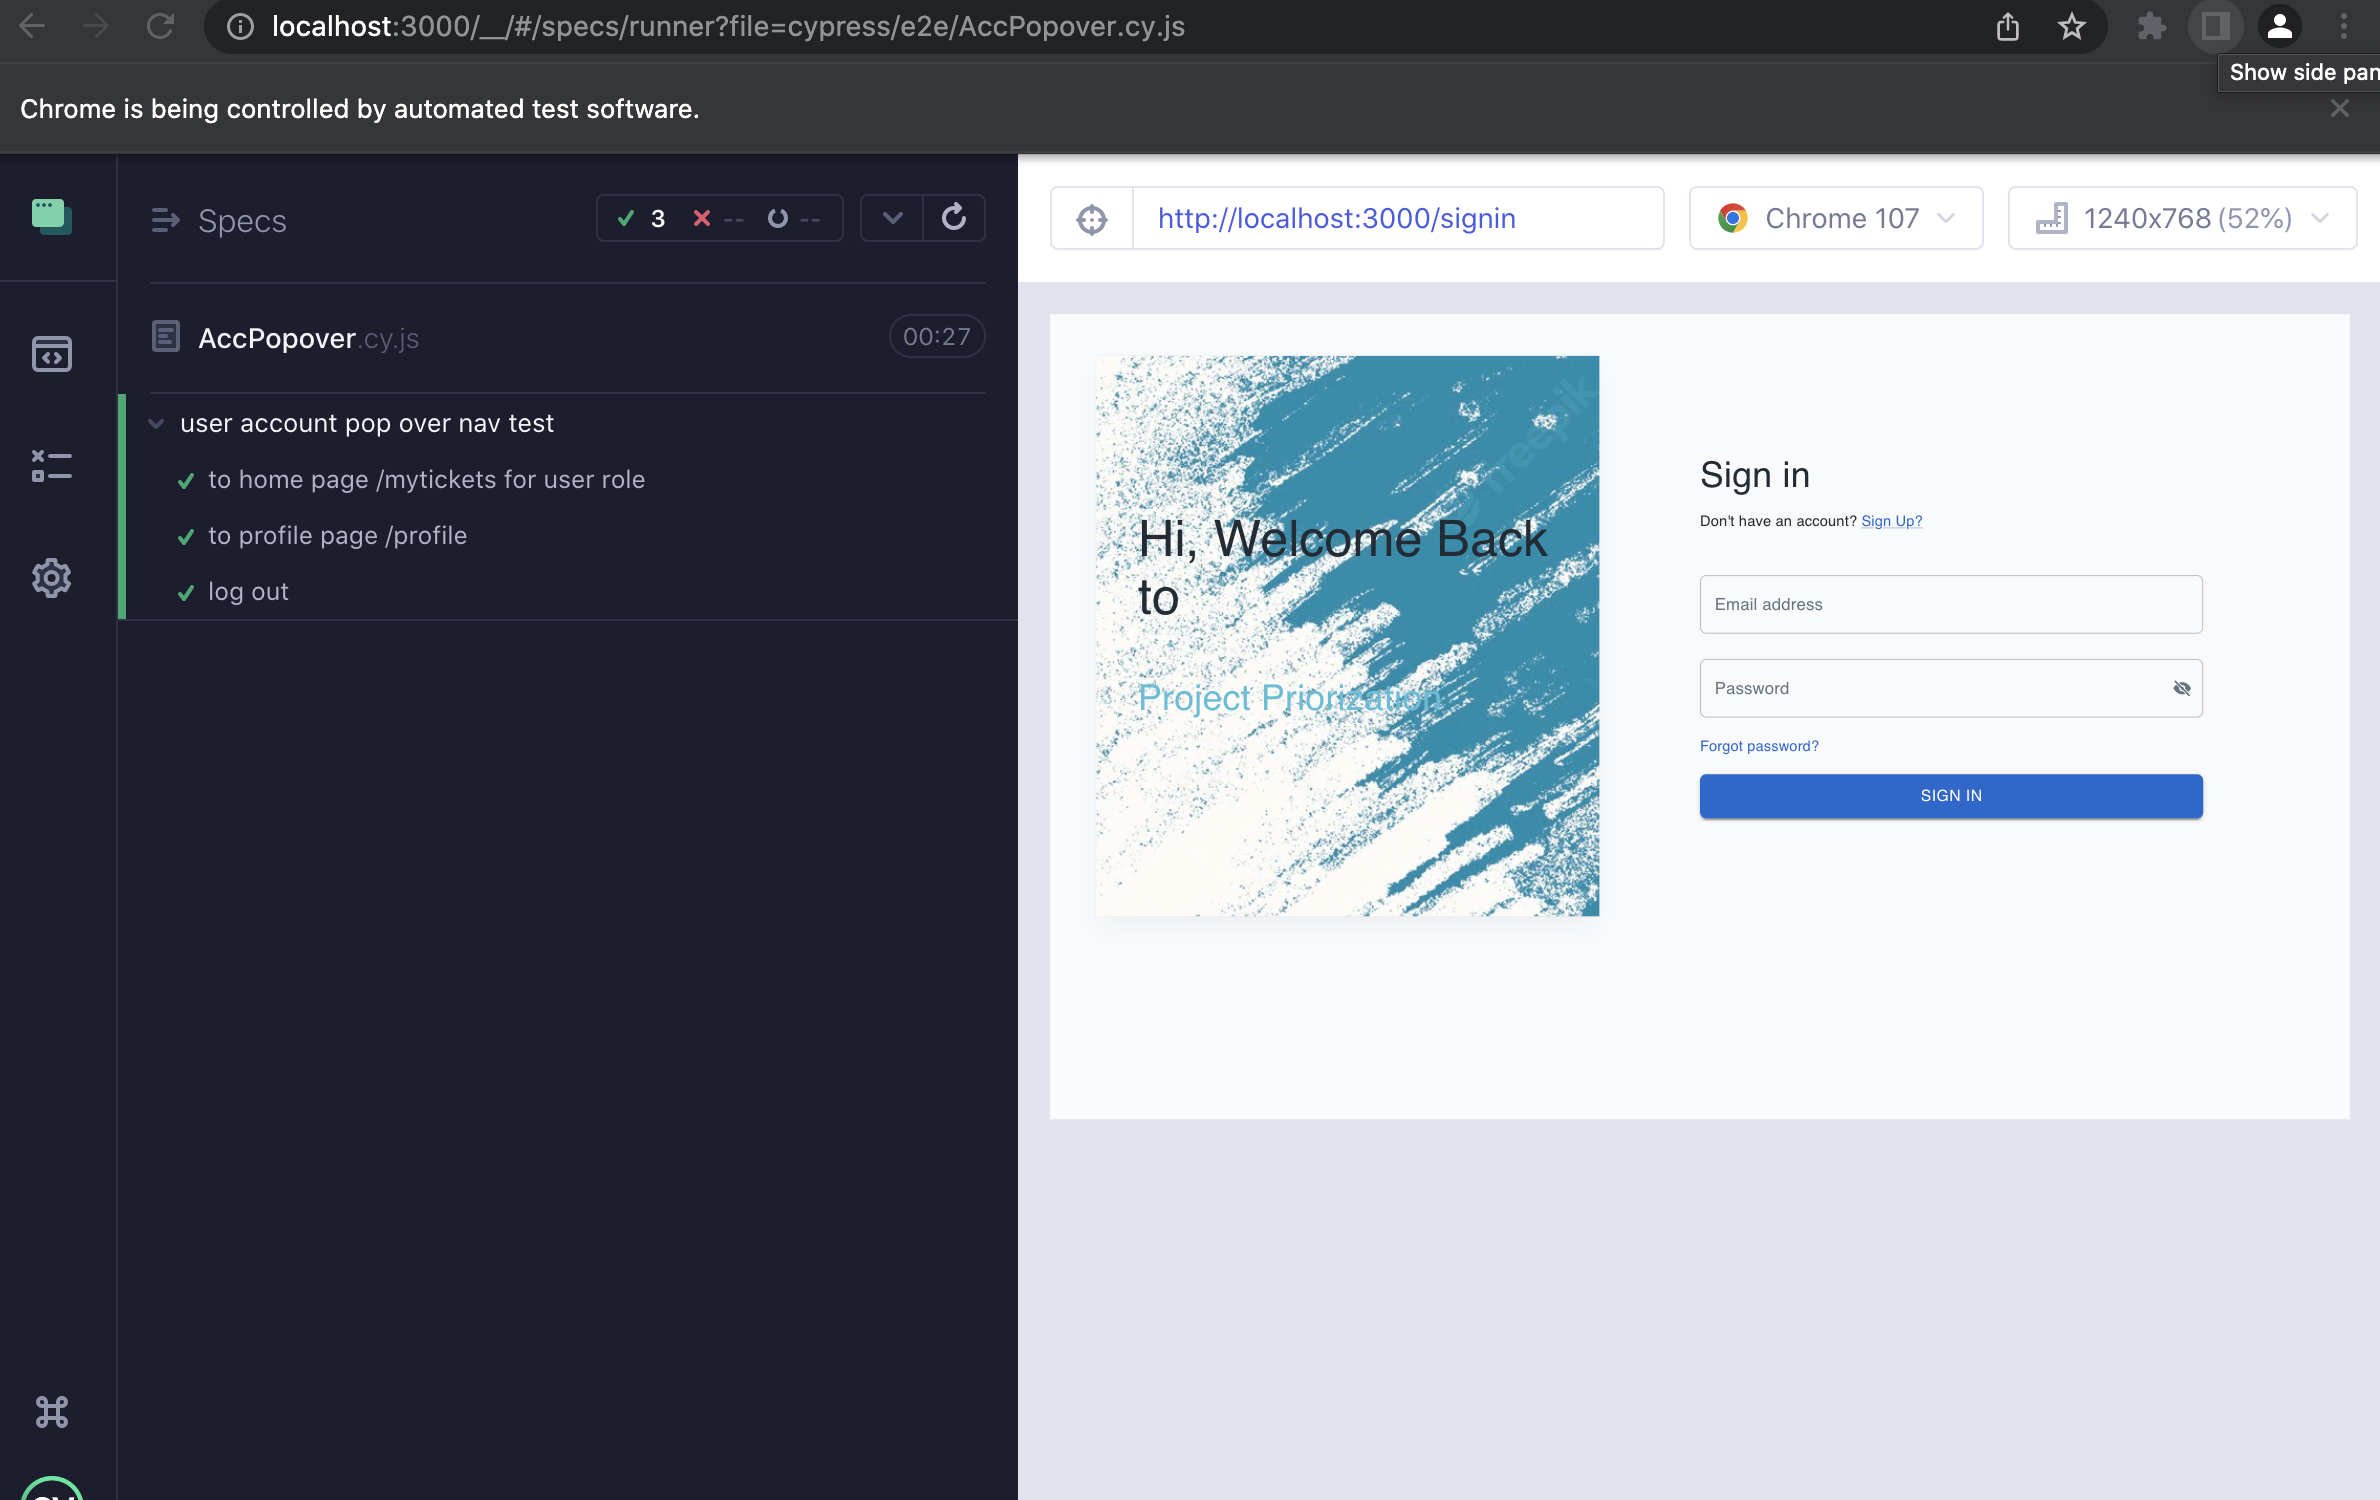 localhost:3000/__/#/specs/runner?file=cypress/e2e/AccPopover.cy.js
Show side pan
Chrome is being controlled by automated test software.
Specs
3 -- --
http://localhost:3000/signin
Chrome 107
1240x768 (52%)
AccPopover.cy.js
00:27
user account pop over nav test
to home page /mytickets for user role
to profile page /profile
log out
freepik
Hi, Welcome Back
to
Project Priorization
Sign in
Don't have an account? Sign Up?
Email address
Password
Forgot password?
SIGN IN